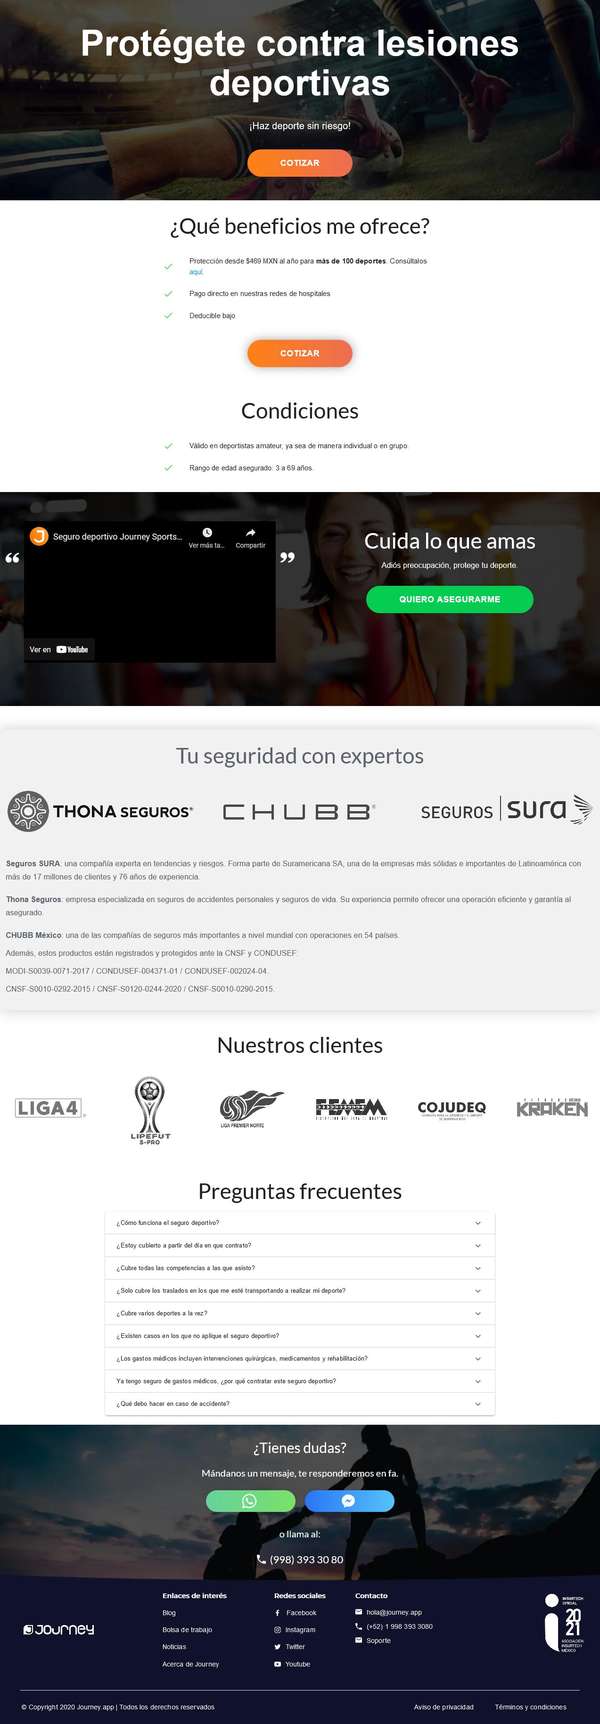 Protégete contra lesiones
deportivas
¡Haz deporte sin riesgo!
COTIZAR
¿Qué beneficios me ofrece?
Protección desde $469 MXN al año para más de 100 deportes. Consúltalos
aquí.
Pago directo en nuestras redes de hospitales
Deducible bajo
COTIZAR
Condiciones
Válido en deportistas amateur, ya sea de manera individual o en grupo.
Rango de edad asegurado: 3 a 69 años.
Seguro deportivo Journey Sports...
Ver más ta...
Compartir
“
”
Ver en YouTube
Cuida lo que amas
Adiós preocupación, protege tu deporte.
QUIERO ASEGURARME
Tu seguridad con expertos
THONA SEGUROS®
CHUBB®
SEGUROS | sura
Seguros SURA: una compañía experta en tendencias y riesgos. Forma parte de Suramericana SA, una de la empresas más sólidas e importantes de Latinoamérica con
más de 17 millones de clientes y 76 años de experiencia.
Thona Seguros: empresa especializada en seguros de accidentes personales y seguros de vida. Su experiencia permito ofrecer una operación eficiente y garantía al
asegurado.
CHUBB México: una de las compañías de seguros más importantes a nivel mundial con operaciones en 54 países.
Además, estos productos están registrados y protegidos ante la CNSF y CONDUSEF:
MODI-S0039-0071-2017 / CONDUSEF-004371-01 / CONDUSEF-002024-04.
CNSF-S0010-0292-2015 / CNSF-S0120-0244-2020 / CNSF-S0010-0290-2015.
Nuestros clientes
LIGA4®
LIPEFUT
S-PRO
LIGA PREMIER NORTE
FEMEM
COJUDEQ
KRAKEN
Preguntas frecuentes
¿Cómo funciona el seguro deportivo?
¿Estoy cubierto a partir del día en que contrato?
¿Cubre todas las competencias a las que asisto?
¿Solo cubre los traslados en los que me esté transportando a realizar mi deporte?
¿Cubre varios deportes a la vez?
¿Existen casos en los que no aplique el seguro deportivo?
¿Los gastos médicos incluyen intervenciones quirúrgicas, medicamentos y rehabilitación?
Ya tengo seguro de gastos médicos, ¿por qué contratar este seguro deportivo?
¿Qué debo hacer en caso de accidente?
¿Tienes dudas?
Mándanos un mensaje, te responderemos en fa.
o llama al:
(998) 393 30 80
JOURNEY
Enlaces de interés
Blog
Bolsa de trabajo
Noticias
Acerca de Journey
Redes sociales
Facebook
Instagram
Twitter
Youtube
Contacto
hola@journey.app
(+52) 1 998 393 3080
Soporte
INSURTECH
OFICIAL
20
21
ASOCIACIÓN
INSURTECH
MÉXICO
© Copyright 2020 Journey.app | Todos los derechos reservados
Aviso de privacidad
Términos y condiciones